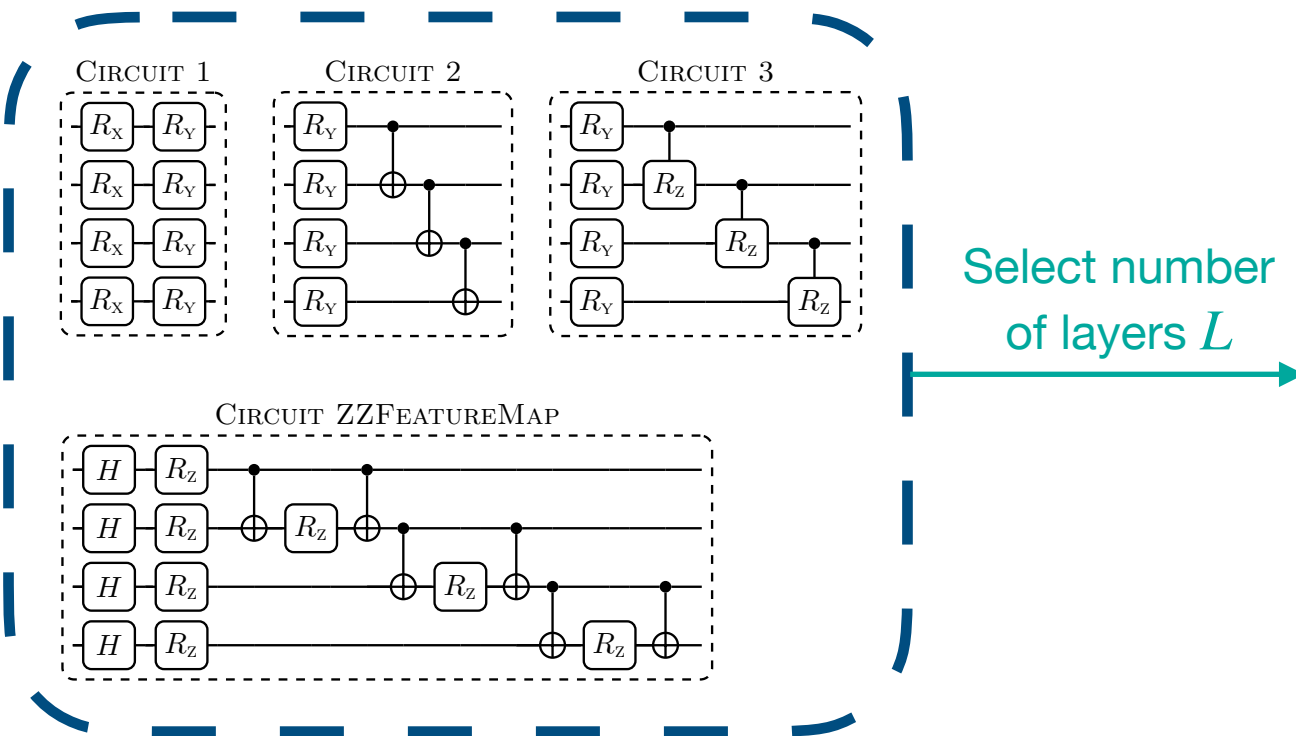 CIRCUIT 1 CIRCUIT 2 CIRCUIT 3
R_X R_Y R_Y R_Y
R_X R_Y R_Y R_Y R_Z
R_X R_Y R_Y R_Y R_Z
R_X R_Y R_Y R_Y R_Z
Select number
of layers L
CIRCUIT ZZFEATUREMAP
H R_Z
H R_Z R_Z
H R_Z R_Z
H R_Z R_Z